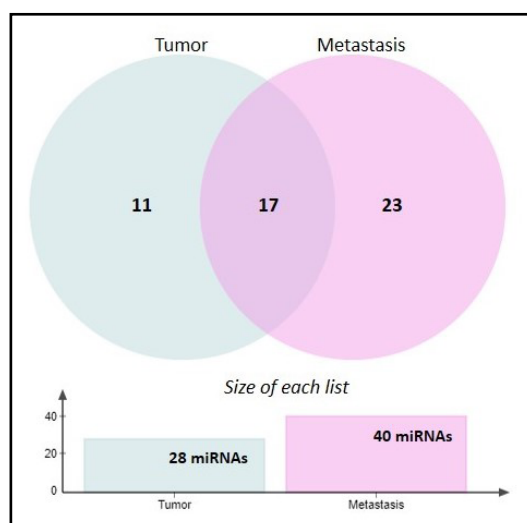 Tumor Metastasis
11 17 23
Size of each list
40
20
0
28 miRNAs
40 miRNAs
Tumor Metastasis